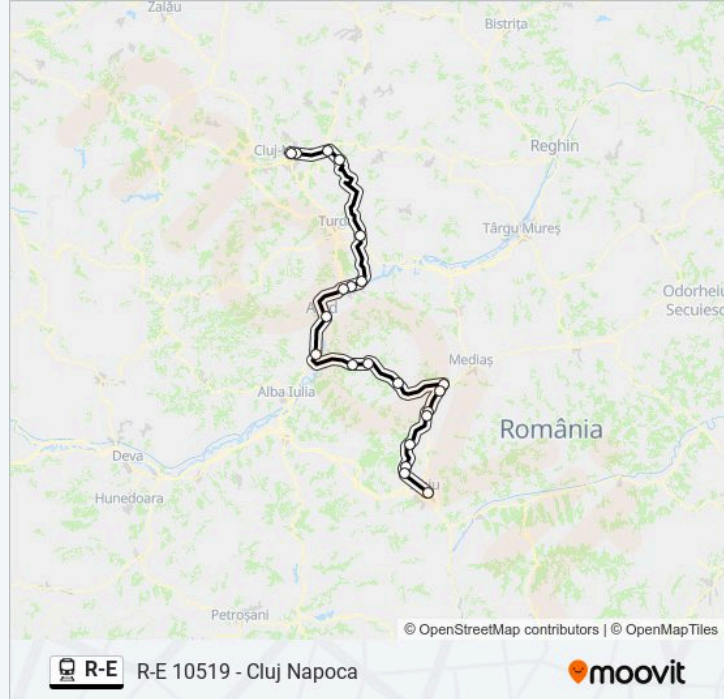 Zalău
Bistrița
Cluj-N
Reghin
Turda
Târgu Mureș
Odorheiu
Secuiesc
Mediaș
Alba Iulia
România
Deva
Hunedoara
Petroșani
© OpenStreetMap contributors | © OpenMapTiles
R-E R-E 10519 - Cluj Napoca
moovit